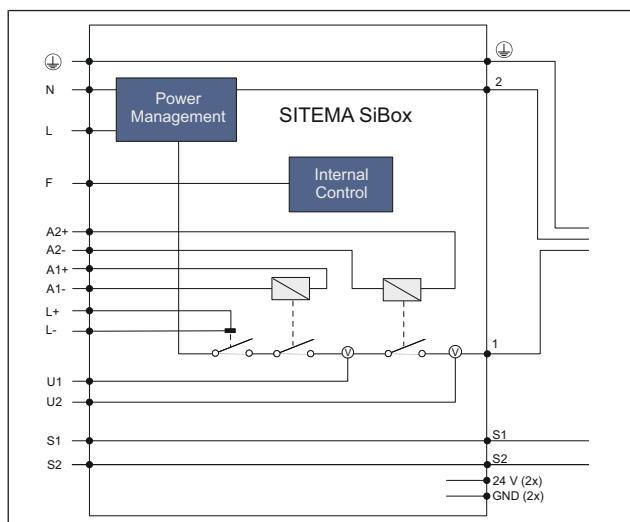 N
2
Power
Management
SITEMA SiBox
L
Internal
Control
F
A2+
A2-
A1+
A1-
L+
L-
V
V
1
U1
U2
S1
S1
S2
S2
24 V (2x)
GND (2x)